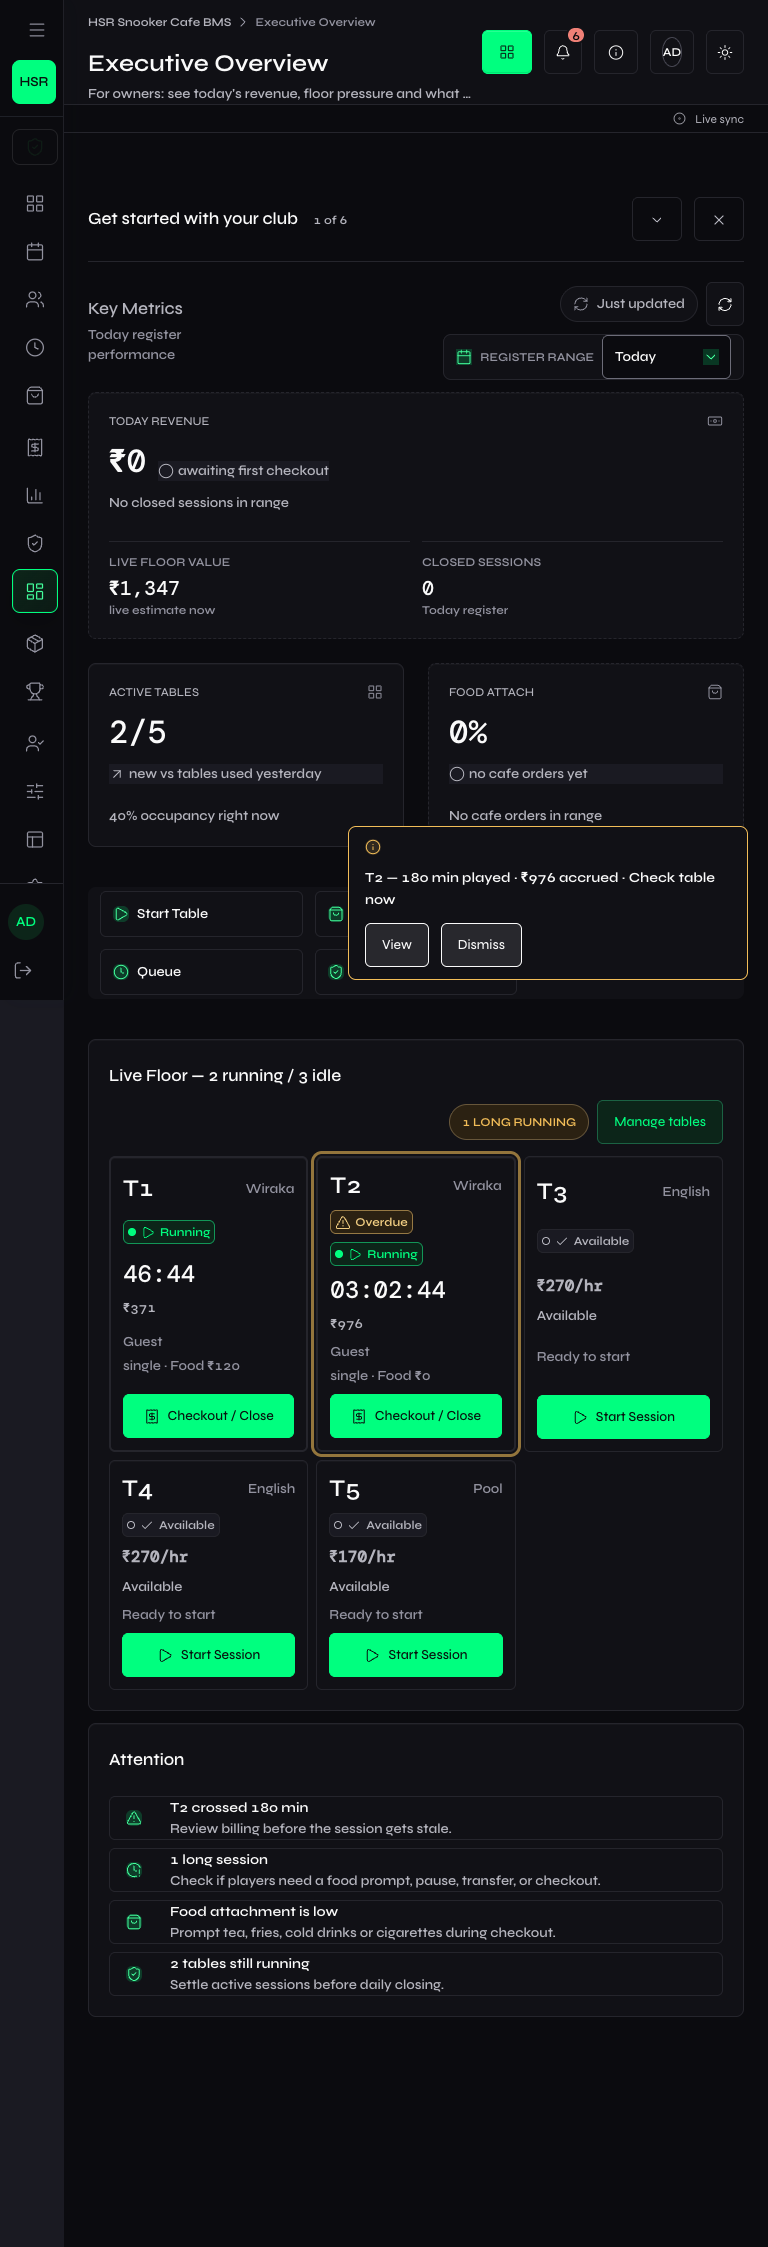 HSR Snooker Cafe BMS > Executive Overview
Executive Overview
For owners: see today's revenue, floor pressure and what …
6
AD
HSR
Live sync
Get started with your club 1 of 6
Key Metrics
Today register
performance
Just updated
REGISTER RANGE Today
TODAY REVENUE
₹0 awaiting first checkout
No closed sessions in range
LIVE FLOOR VALUE
₹1,347
live estimate now
CLOSED SESSIONS
0
Today register
ACTIVE TABLES
2/5
new vs tables used yesterday
40% occupancy right now
FOOD ATTACH
0%
no cafe orders yet
No cafe orders in range
T2 — 180 min played · ₹976 accrued · Check table
now
View Dismiss
Start Table
Queue
AD
Live Floor — 2 running / 3 idle
1 LONG RUNNING Manage tables
T1 Wiraka
Running
46:44
₹371
Guest
single · Food ₹120
Checkout / Close
T2 Wiraka
Overdue
Running
03:02:44
₹976
Guest
single · Food ₹0
Checkout / Close
T3 English
Available
₹270/hr
Available
Ready to start
Start Session
T4 English
Available
₹270/hr
Available
Ready to start
Start Session
T5 Pool
Available
₹170/hr
Available
Ready to start
Start Session
Attention
T2 crossed 180 min
Review billing before the session gets stale.
1 long session
Check if players need a food prompt, pause, transfer, or checkout.
Food attachment is low
Prompt tea, fries, cold drinks or cigarettes during checkout.
2 tables still running
Settle active sessions before daily closing.